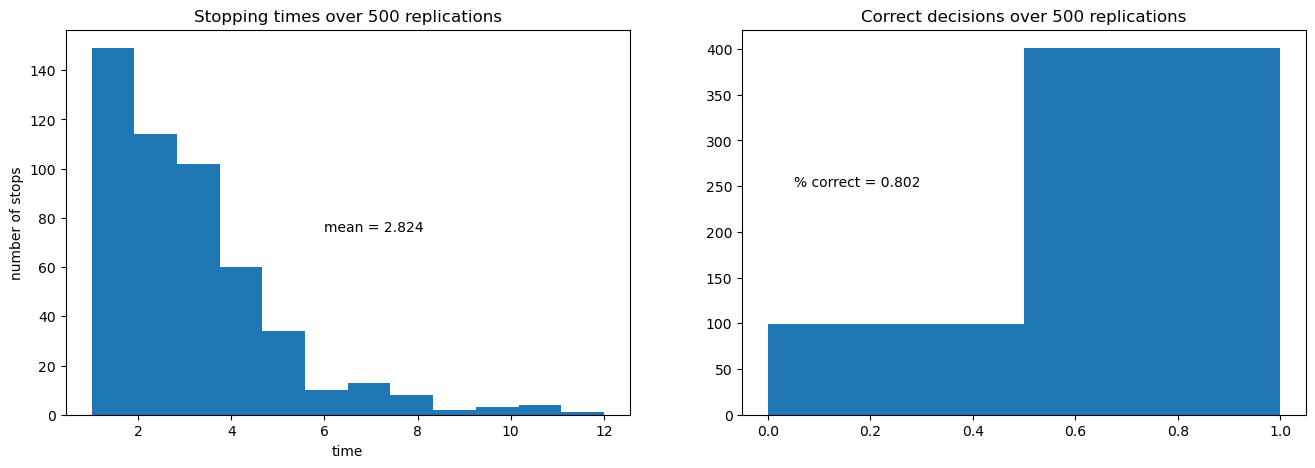 Stopping times over 500 replications
number of stops
140
120
100
80
60
40
20
0
mean = 2.824
2 4 6 8 10 12
time
Correct decisions over 500 replications
400
350
300
250
200
150
100
50
0
% correct = 0.802
0.0 0.2 0.4 0.6 0.8 1.0